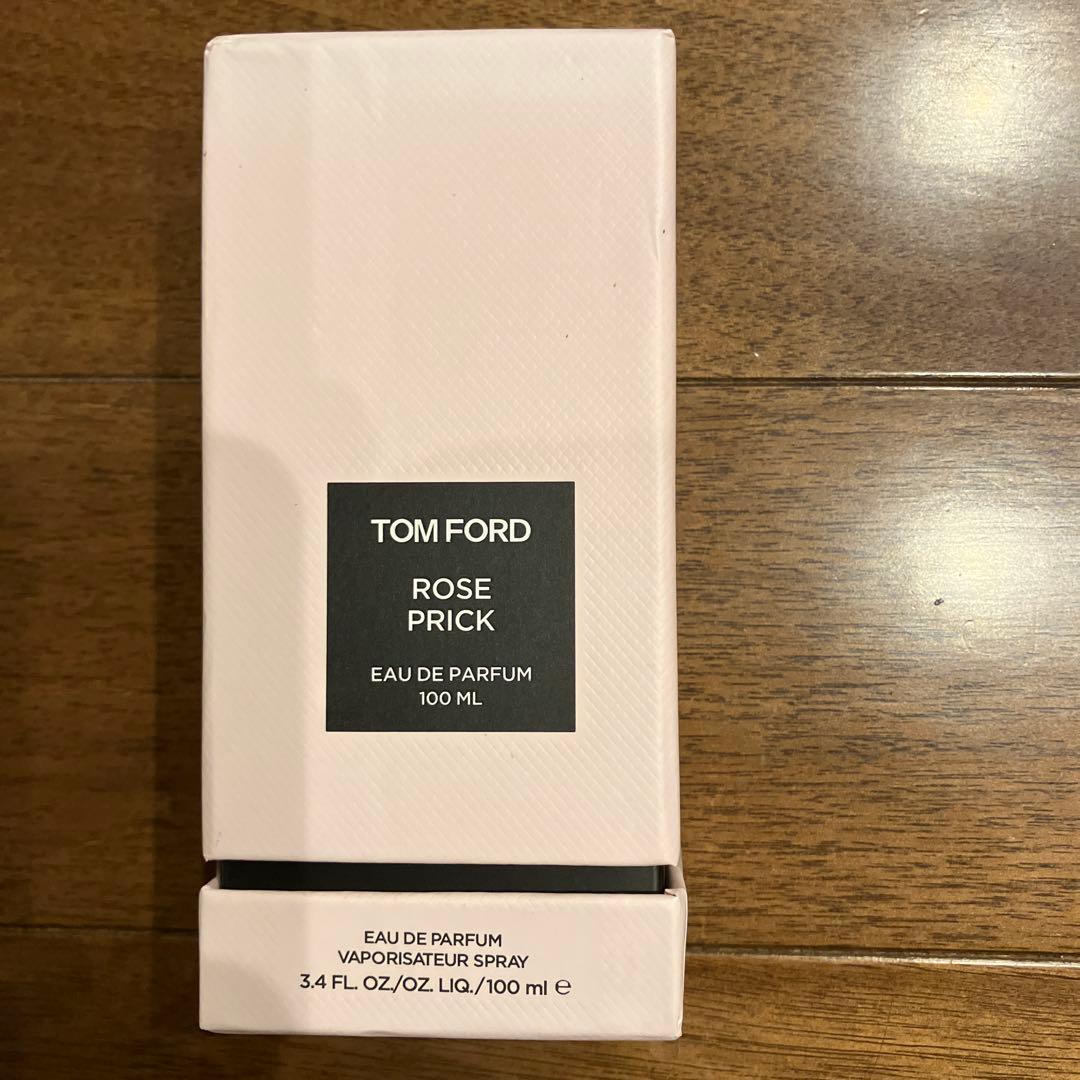 TOM FORD
ROSE
PRICK
EAU DE PARFUM
100 ML
EAU DE PARFUM
VAPORISATEUR SPRAY
3.4 FL. OZ./OZ. LIQ./100 ml ℮